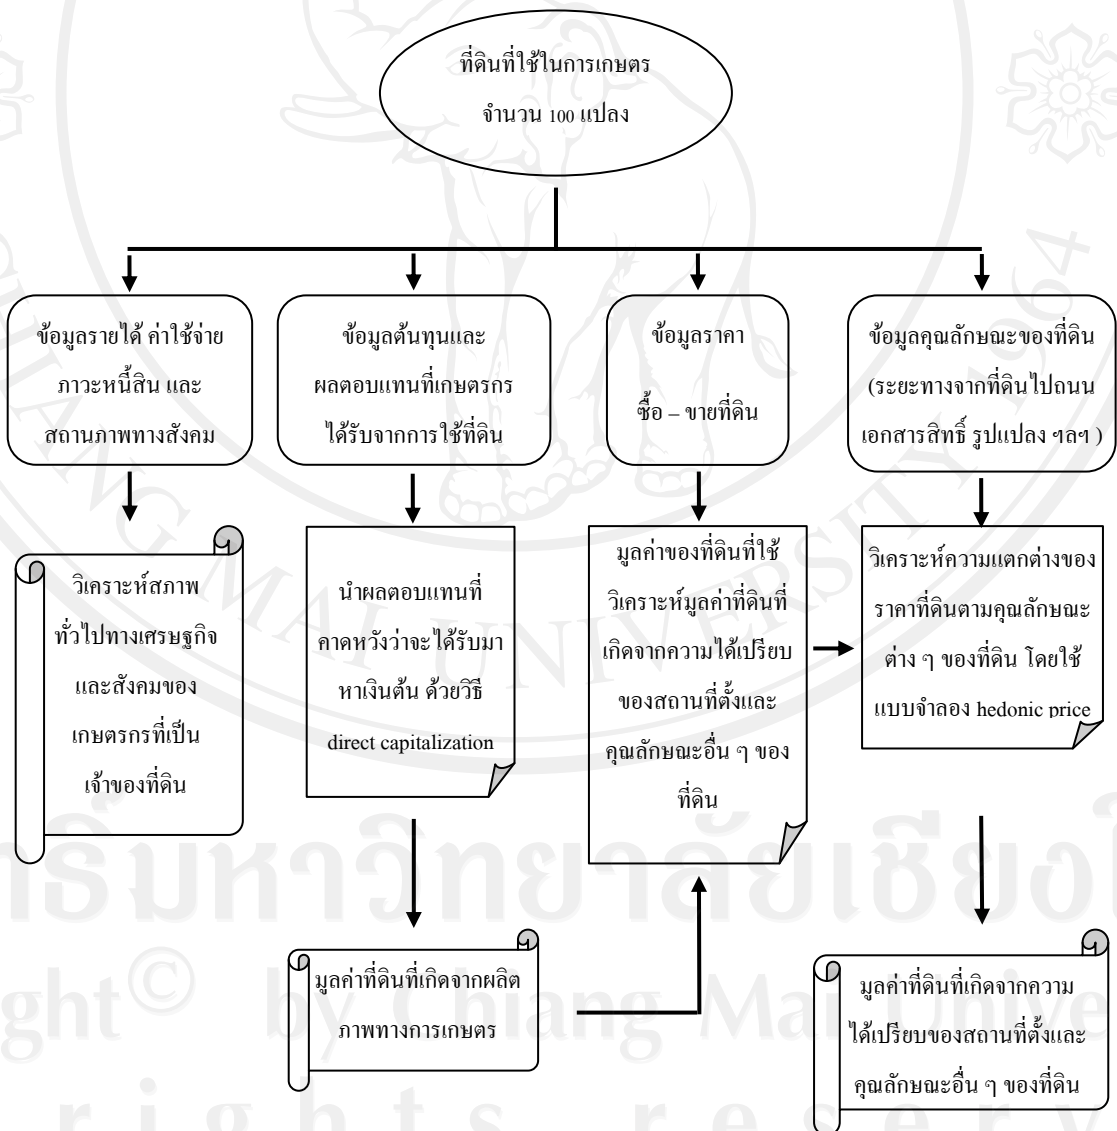 ที่ดินที่ใช้ในการเกษตร
จำนวน 100 แปลง
ข้อมูลรายได้ ค่าใช้จ่าย
ภาวะหนี้สิน และ
สถานภาพทางสังคม
ข้อมูลต้นทุนและ
ผลตอบแทนที่เกษตรกร
ได้รับจากการใช้ที่ดิน
ข้อมูลราคา
ซื้อ – ขายที่ดิน
ข้อมูลคุณลักษณะของที่ดิน
(ระยะทางจากที่ดินไปถนน
เอกสารสิทธิ์ รูปแปลง ฯลฯ )
วิเคราะห์สภาพ
ทั่วไปทางเศรษฐกิจ
และสังคมของ
เกษตรกรที่เป็น
เจ้าของที่ดิน
นำผลตอบแทนที่
คาดหวังว่าจะได้รับมา
หาเงินต้น ด้วยวิธี
direct capitalization
มูลค่าของที่ดินที่ใช้
วิเคราะห์มูลค่าที่ดินที่
เกิดจากความได้เปรียบ
ของสถานที่ตั้งและ
คุณลักษณะอื่น ๆ ของ
ที่ดิน
วิเคราะห์ความแตกต่างของ
ราคาที่ดินตามคุณลักษณะ
ต่าง ๆ ของที่ดิน โดยใช้
แบบจำลอง hedonic price
มูลค่าที่ดินที่เกิดจากผลิต
ภาพทางการเกษตร
มูลค่าที่ดินที่เกิดจากความ
ได้เปรียบของสถานที่ตั้งและ
คุณลักษณะอื่น ๆ ของที่ดิน
MAI UNIVERSITY 1964
มหาวิทยาลัยเชียงใ
ght © by Chiang Mai Unive
rights reserv